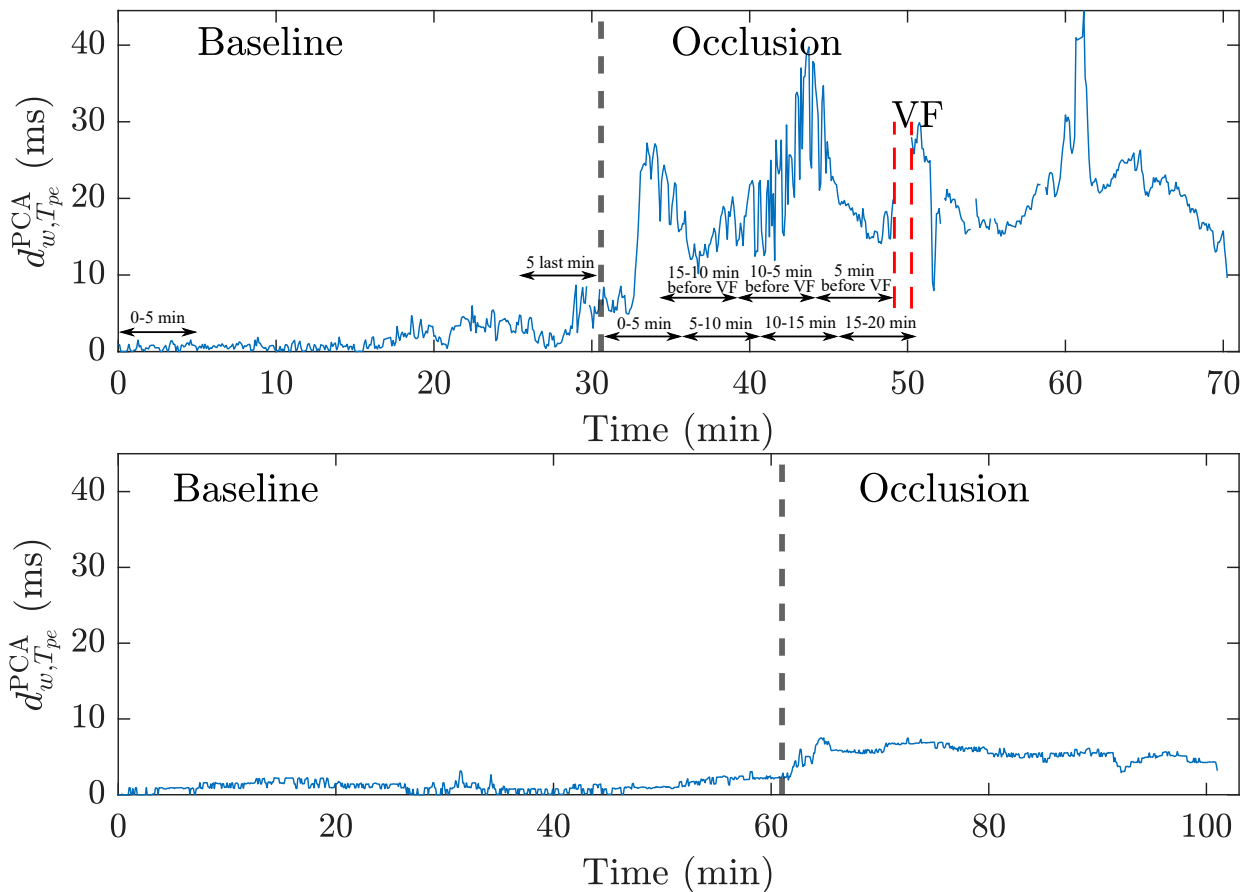 Baseline
Occlusion
VF
40
30
20
10
0
d^PCA_w,T_pe (ms)
5 last min
0-5 min
15-10 min before VF
10-5 min before VF
5 min before VF
0-5 min
5-10 min
10-15 min
15-20 min
0 10 20 30 40 50 60 70
Time (min)
Baseline
Occlusion
40
30
20
10
0
d^PCA_w,T_pe (ms)
0 20 40 60 80 100
Time (min)